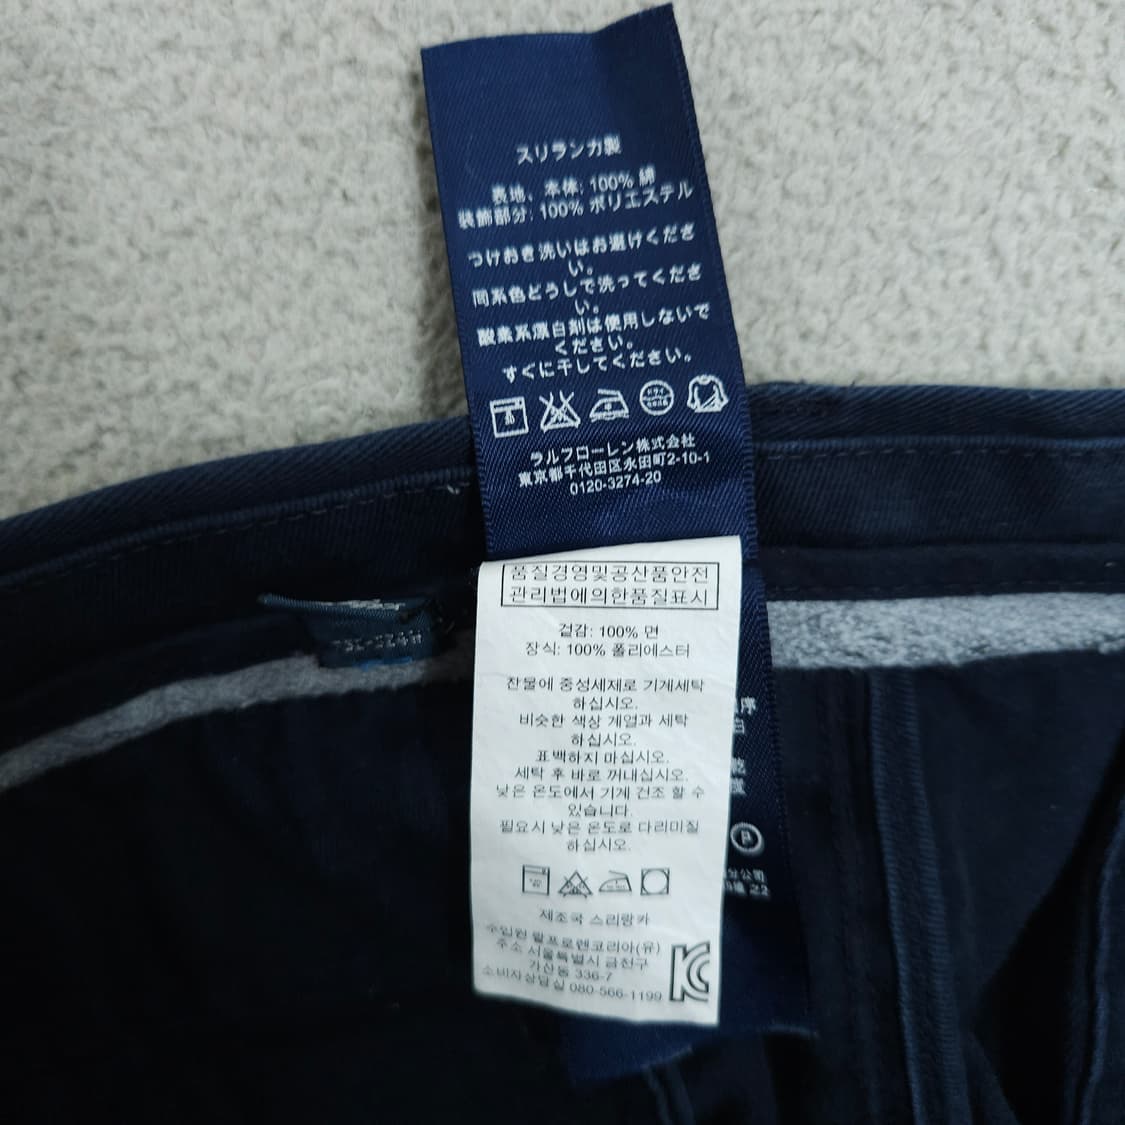 スリランカ製
表地、本体: 100% 綿
装飾部分: 100% ポリエステル
つけおき洗いはお避けくださ
い。
同系色どうしで洗ってくださ
い。
酸素系漂白剤は使用しないで
ください。
すぐに干してください。
ラルフローレン株式会社
東京都千代田区永田町2-10-1
0120-3274-20
품질경영및공산품안전
관리법에의한품질표시
겉감: 100% 면
장식: 100% 폴리에스터
찬물에 중성세제로 기계세탁
하십시오.
비슷한 색상 계열과 세탁
하십시오.
표백하지 마십시오.
세탁 후 바로 꺼내십시오.
낮은 온도에서 기계 건조 할 수
있습니다.
필요시 낮은 온도로 다리미질
하십시오.
제조국 스리랑카
수입원 랄프로렌코리아(유)
주소 서울특별시 금천구
가산동 336-7
소비자상담실 080-566-1199
序
白
P
分公司
22